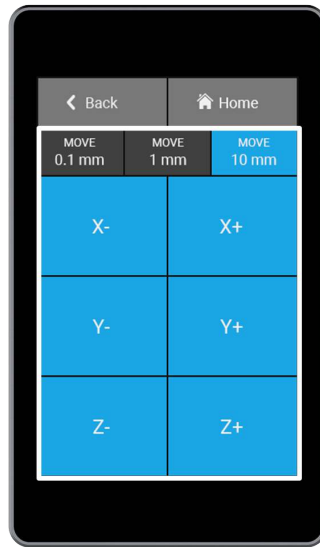 Back
Home
MOVE
0.1 mm
MOVE
1 mm
MOVE
10 mm
X-
X+
Y-
Y+
Z-
Z+